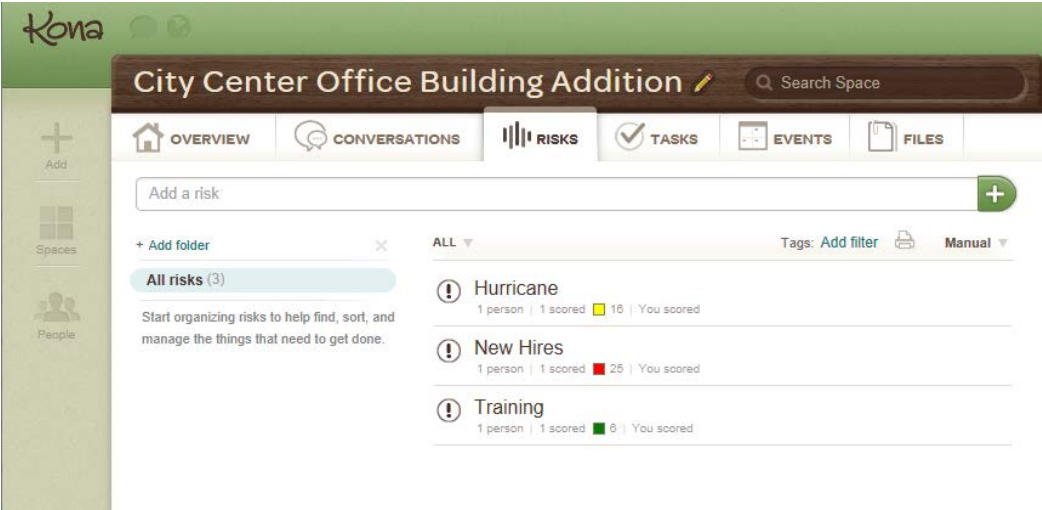 Kona
City Center Office Building Addition
Search Space
OVERVIEW
CONVERSATIONS
RISKS
TASKS
EVENTS
FILES
Add
Spaces
People
Add a risk
+ Add folder
All risks (3)
Start organizing risks to help find, sort, and
manage the things that need to get done.
ALL
Tags: Add filter
Manual
Hurricane
1 person | 1 scored 16 | You scored
New Hires
1 person | 1 scored 25 | You scored
Training
1 person | 1 scored 6 | You scored